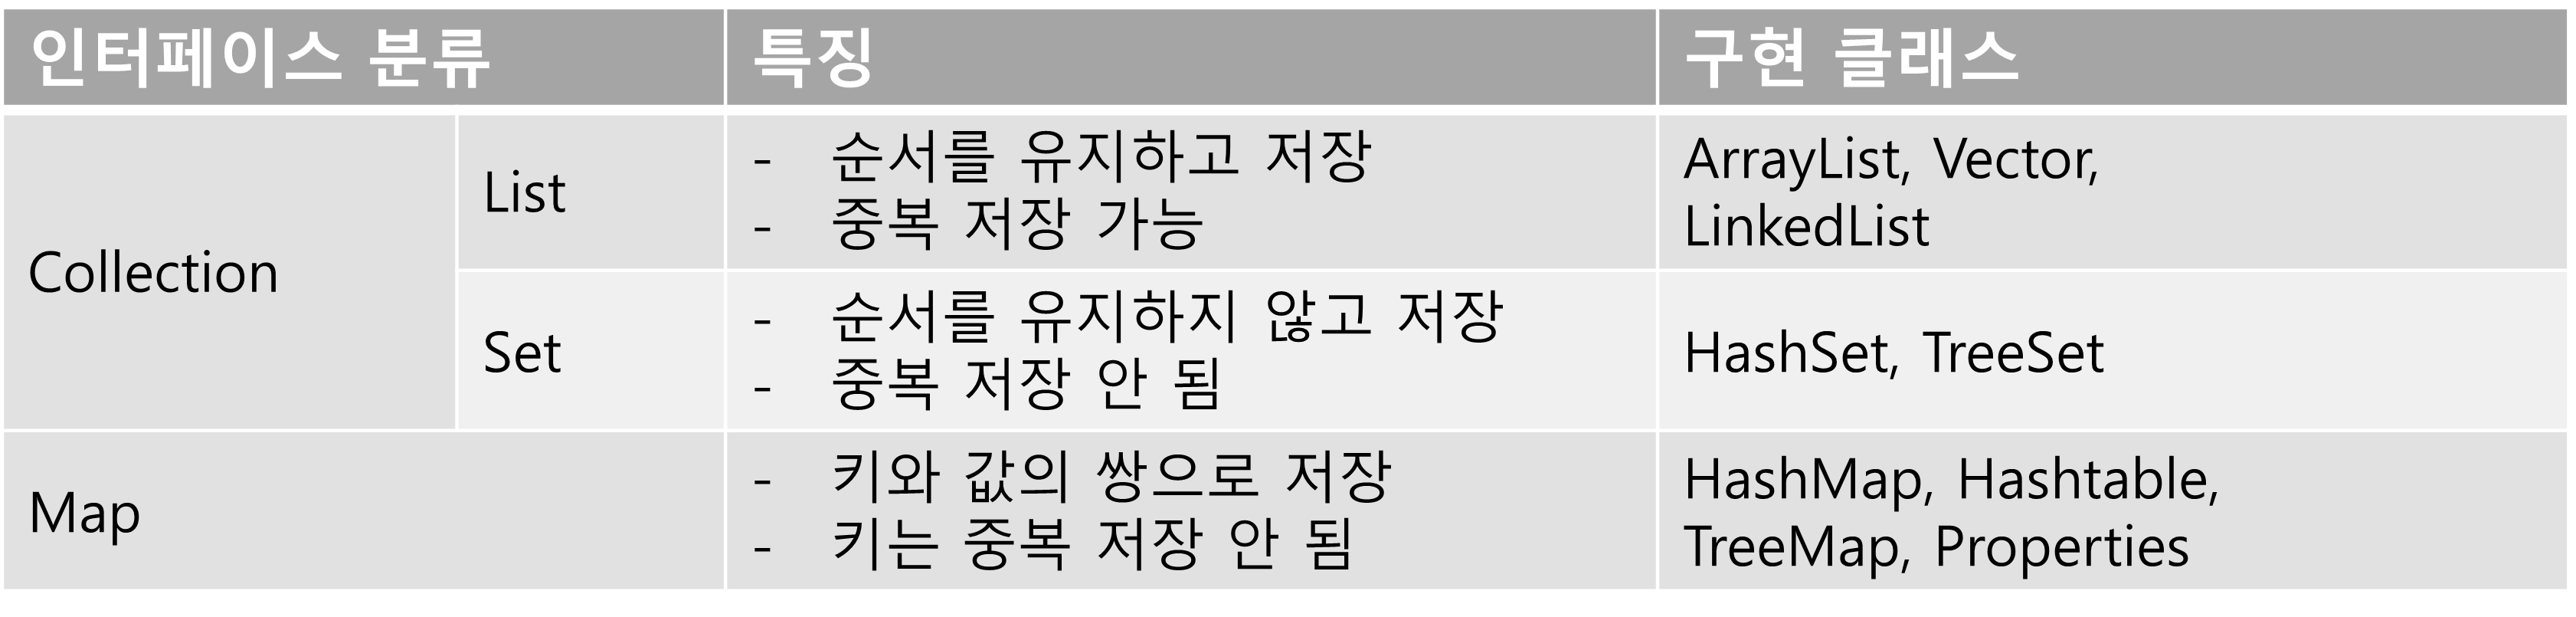 인터페이스 분류
특징
구현 클래스
Collection
List
- 순서를 유지하고 저장
- 중복 저장 가능
ArrayList, Vector,
LinkedList
Set
- 순서를 유지하지 않고 저장
- 중복 저장 안 됨
HashSet, TreeSet
Map
- 키와 값의 쌍으로 저장
- 키는 중복 저장 안 됨
HashMap, Hashtable,
TreeMap, Properties